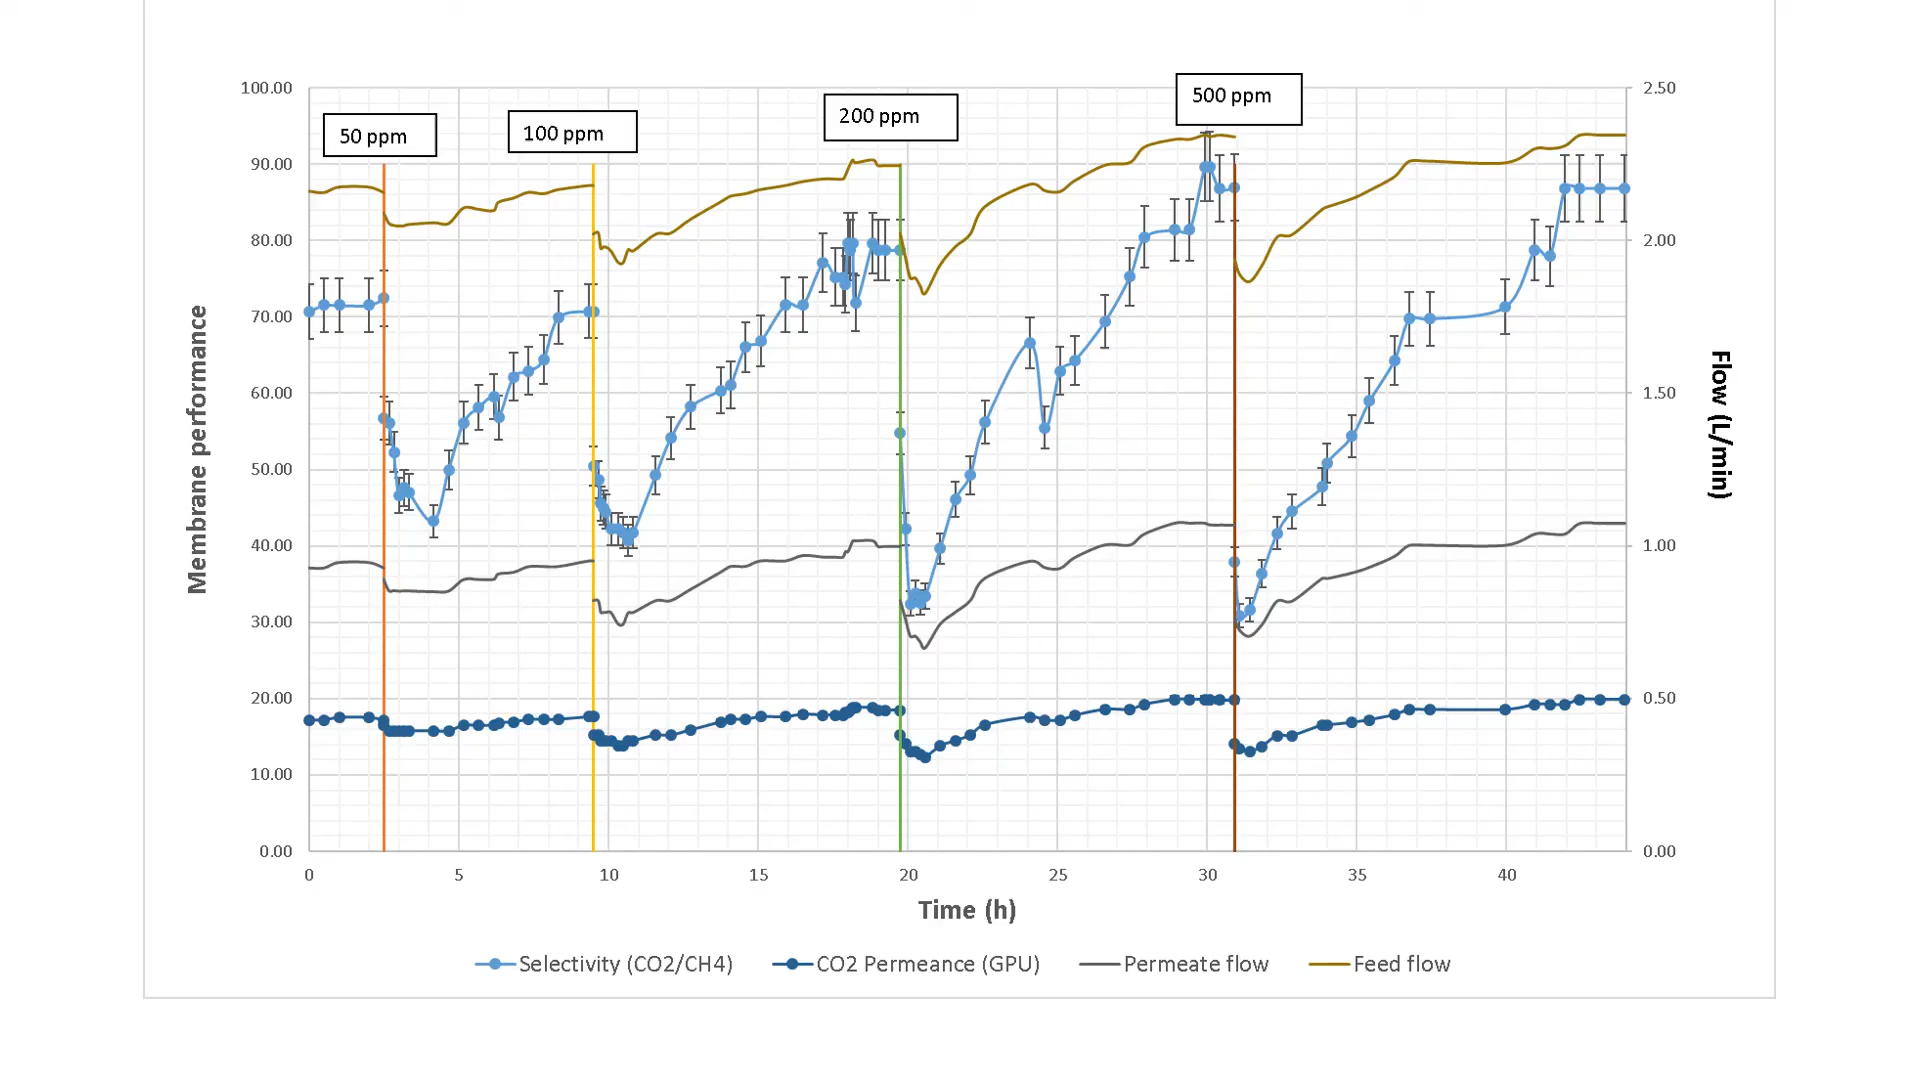 500 ppm
200 ppm
100 ppm
50 ppm
100.00
90.00
80.00
70.00
60.00
50.00
40.00
30.00
20.00
10.00
0.00
2.50
2.00
1.50
1.00
0.50
0.00
Membrane performance
Flow (L/min)
0 5 10 15 20 25 30 35 40
Time (h)
Selectivity (CO2/CH4) CO2 Permeance (GPU) Permeate flow Feed flow